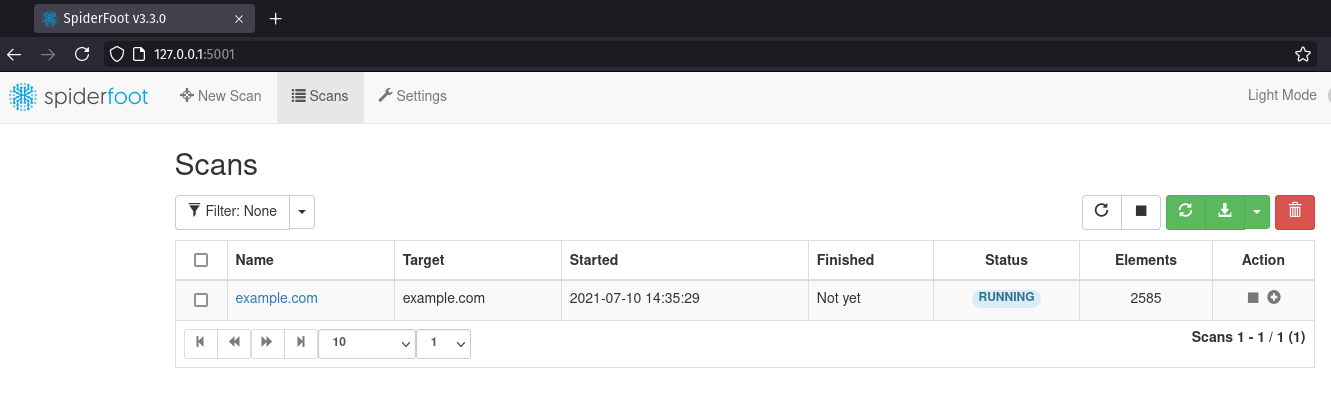 SpiderFoot v3.3.0
127.0.0.1:5001
spiderfoot New Scan Scans Settings Light Mode
Scans
Filter: None
Name Target Started Finished Status Elements Action
example.com example.com 2021-07-10 14:35:29 Not yet RUNNING 2585
10 1 Scans 1 - 1 / 1 (1)